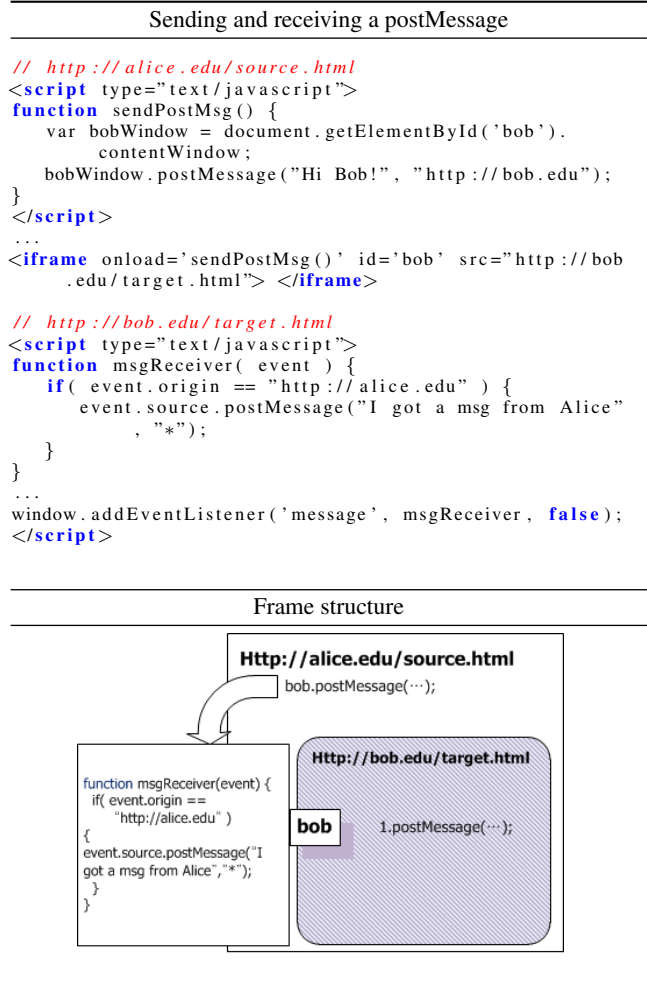 Sending and receiving a postMessage
// http://alice.edu/source.html
<script type="text/javascript">
function sendPostMsg() {
var bobWindow = document.getElementById('bob').
contentWindow;
bobWindow.postMessage("Hi Bob!", "http://bob.edu");
}
</script>
...
<iframe onload='sendPostMsg()' id='bob' src="http://bob
.edu/target.html"> </iframe>
// http://bob.edu/target.html
<script type="text/javascript">
function msgReceiver( event ) {
if( event.origin == "http://alice.edu" ) {
event.source.postMessage("I got a msg from Alice"
, "*");
}
}
...
window.addEventListener('message', msgReceiver, false);
</script>
Frame structure
Http://alice.edu/source.html
bob.postMessage(···);
function msgReceiver(event) {
if( event.origin ==
"http://alice.edu" )
{
event.source.postMessage("I
got a msg from Alice","*");
}
}
Http://bob.edu/target.html
bob
1.postMessage(···);